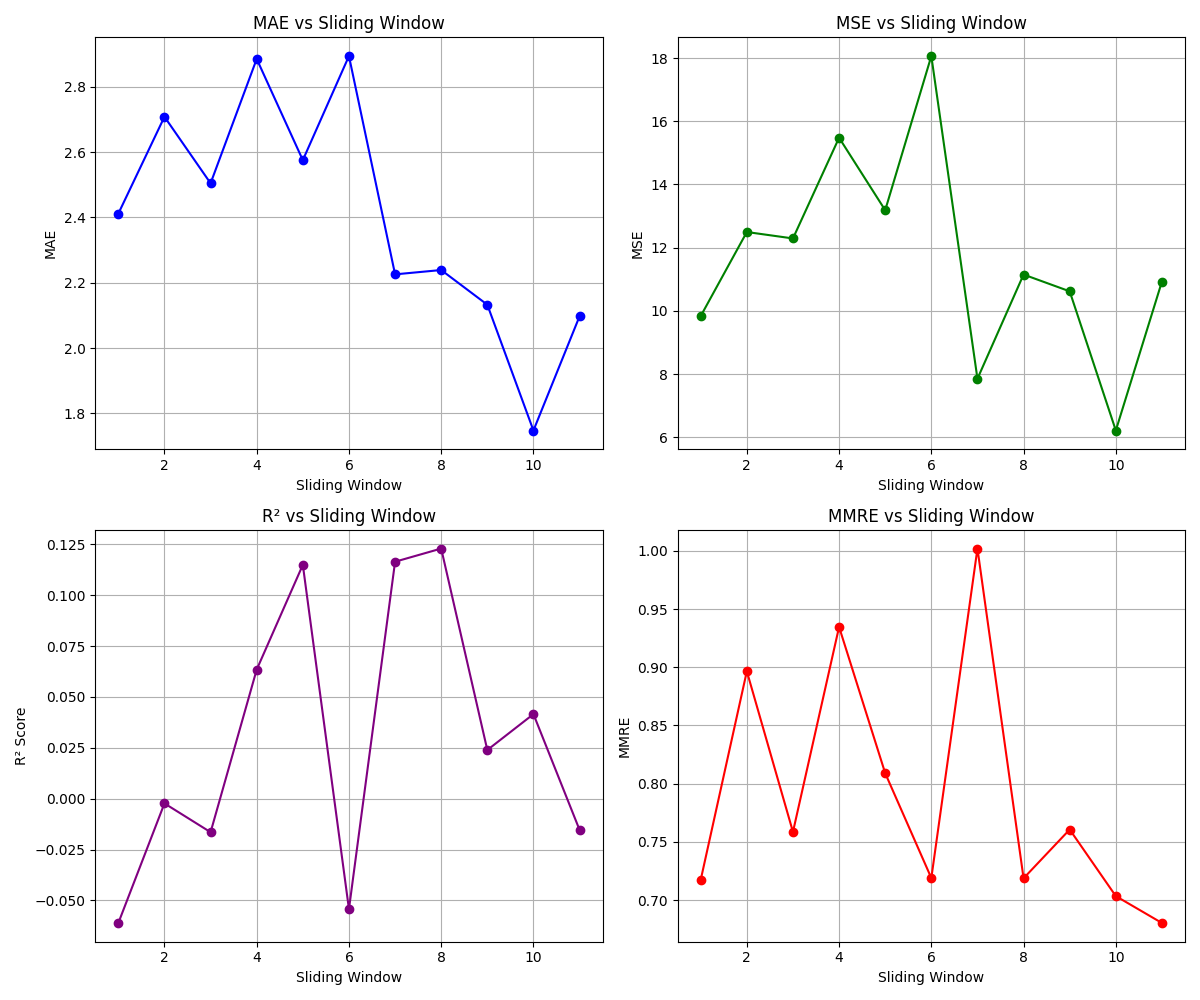 MAE vs Sliding Window
MAE
2.8
2.6
2.4
2.2
2.0
1.8
2 4 6 8 10
Sliding Window
MSE vs Sliding Window
MSE
18
16
14
12
10
8
6
2 4 6 8 10
Sliding Window
R² vs Sliding Window
R² Score
0.125
0.100
0.075
0.050
0.025
0.000
−0.025
−0.050
2 4 6 8 10
Sliding Window
MMRE vs Sliding Window
MMRE
1.00
0.95
0.90
0.85
0.80
0.75
0.70
2 4 6 8 10
Sliding Window